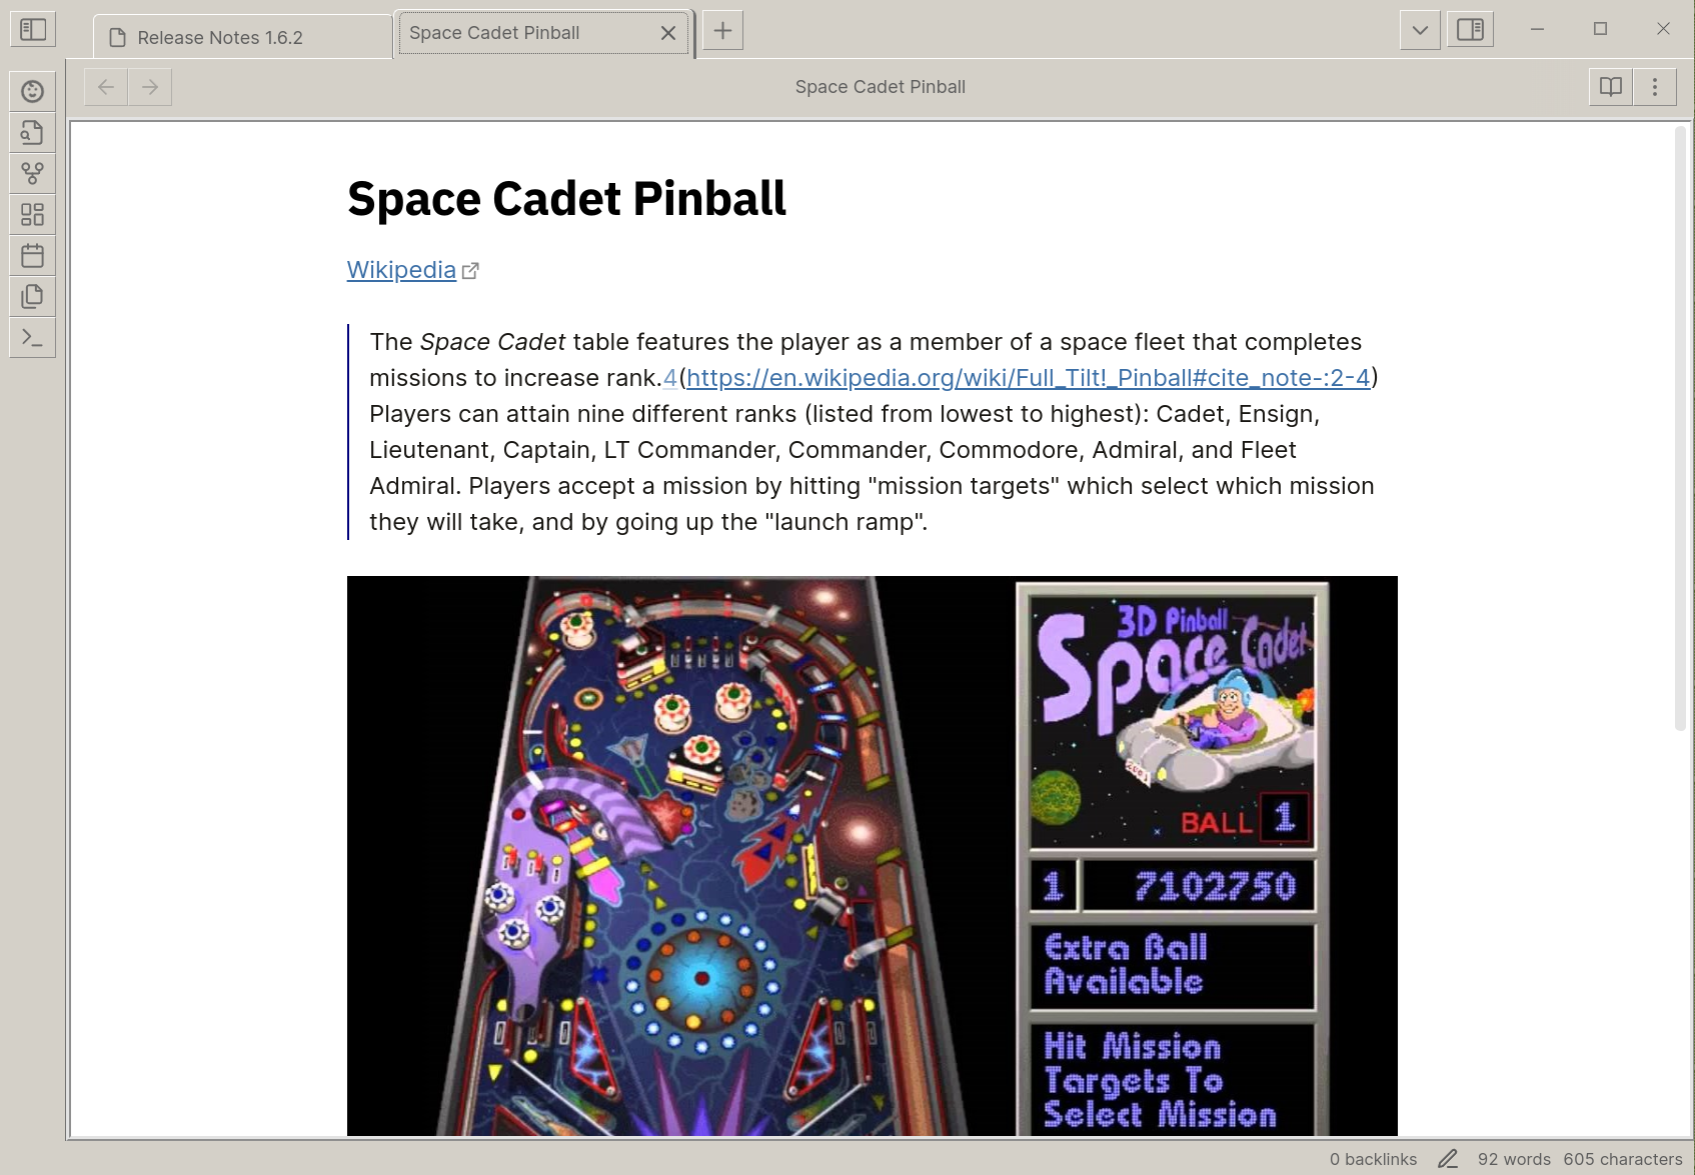 Release Notes 1.6.2
Space Cadet Pinball
Space Cadet Pinball
Space Cadet Pinball
Wikipedia
The Space Cadet table features the player as a member of a space fleet that completes
missions to increase rank.4(https://en.wikipedia.org/wiki/Full_Tilt!_Pinball#cite_note-:2-4)
Players can attain nine different ranks (listed from lowest to highest): Cadet, Ensign,
Lieutenant, Captain, LT Commander, Commander, Commodore, Admiral, and Fleet
Admiral. Players accept a mission by hitting "mission targets" which select which mission
they will take, and by going up the "launch ramp".
3D Pinball
Space Cadet
BALL 1
1 7102750
Extra Ball
Available
Hit Mission
Targets To
Select Mission
0 backlinks 92 words 605 characters